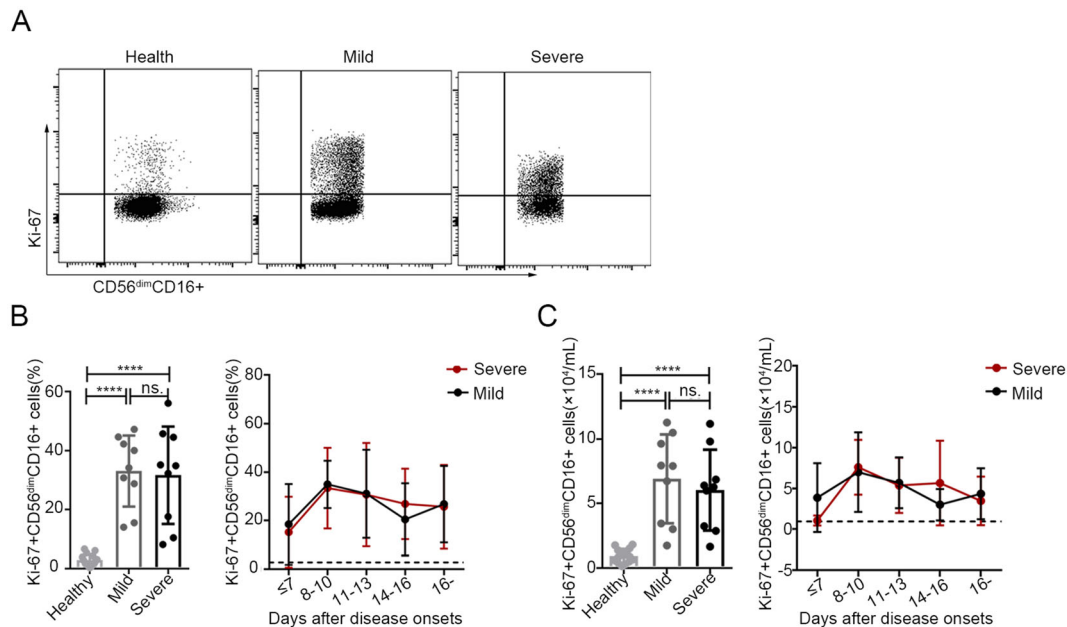 A
Health
Mild
Severe
Ki-67
CD56dimCD16+
B
Ki-67+CD56dimCD16+ cells(%)
60
40
20
0
****
****
ns.
Healthy
Mild
Severe
Ki-67+CD56dimCD16+ cells(%)
80
60
40
20
0
Severe
Mild
≤7
8-10
11-13
14-16
16-
Days after disease onsets
C
Ki-67+CD56dimCD16+ cells(×10⁴/mL)
15
10
5
0
****
****
ns.
Healthy
Mild
Severe
Ki-67+CD56dimCD16+ cells(×10⁴/mL)
20
15
10
5
0
-5
Severe
Mild
≤7
8-10
11-13
14-16
16-
Days after disease onsets